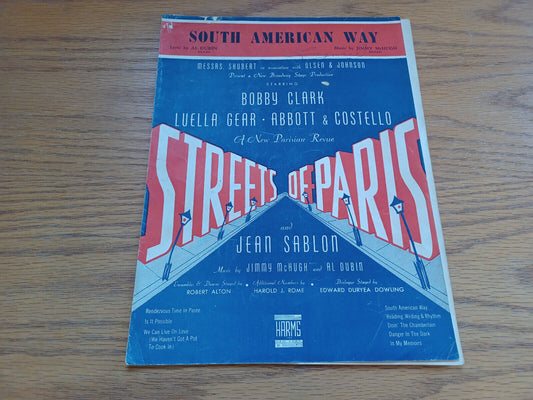 SOUTH AMERICAN WAY
Lyric by AL DUBIN
Music by JIMMY McHUGH
MESSRS. SHUBERT in association with OLSEN & JOHNSON
Present a New Broadway Stage Production
STARRING
BOBBY CLARK
LUELLA GEAR · ABBOTT & COSTELLO
A New Parisian Revue
STREETS OF PARIS
and
JEAN SABLON
Music by JIMMY McHUGH and AL DUBIN
Ensembles & Dances Staged by
ROBERT ALTON
Additional Numbers by
HAROLD J. ROME
Dialogue Staged by
EDWARD DURYEA DOWLING
Rendezvous Time In Paree
Is It Possible
We Can Live On Love
(We Haven't Got A Pot
To Cook In)
HARMS
South American Way
Reading, Writing & Rhythm
Doin' The Chamberlain
Danger In The Dark
In My Memoirs